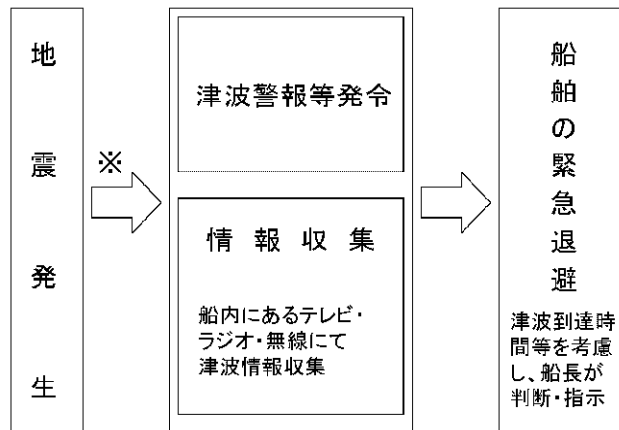 地震発生
※
津波警報等発令
情報収集
船内にあるテレビ・
ラジオ・無線にて
津波情報収集
船舶の緊急退避
津波到達時
間等を考慮
し、船長が
判断・指示